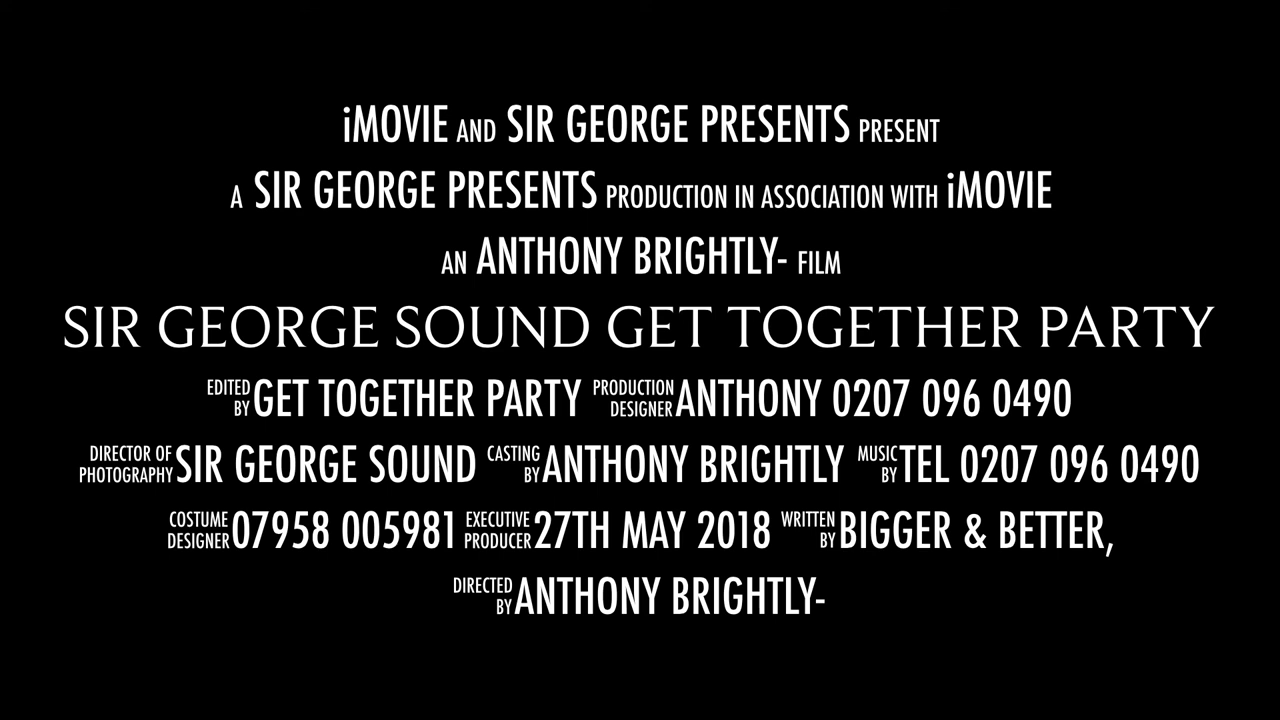 iMOVIE AND SIR GEORGE PRESENTS PRESENT
A SIR GEORGE PRESENTS PRODUCTION IN ASSOCIATION WITH iMOVIE
AN ANTHONY BRIGHTLY- FILM
SIR GEORGE SOUND GET TOGETHER PARTY
EDITED BY GET TOGETHER PARTY PRODUCTION DESIGNER ANTHONY 0207 096 0490
DIRECTOR OF PHOTOGRAPHY SIR GEORGE SOUND CASTING BY ANTHONY BRIGHTLY MUSIC BY TEL 0207 096 0490
COSTUME DESIGNER 07958 005981 EXECUTIVE PRODUCER 27TH MAY 2018 WRITTEN BY BIGGER & BETTER,
DIRECTED BY ANTHONY BRIGHTLY-